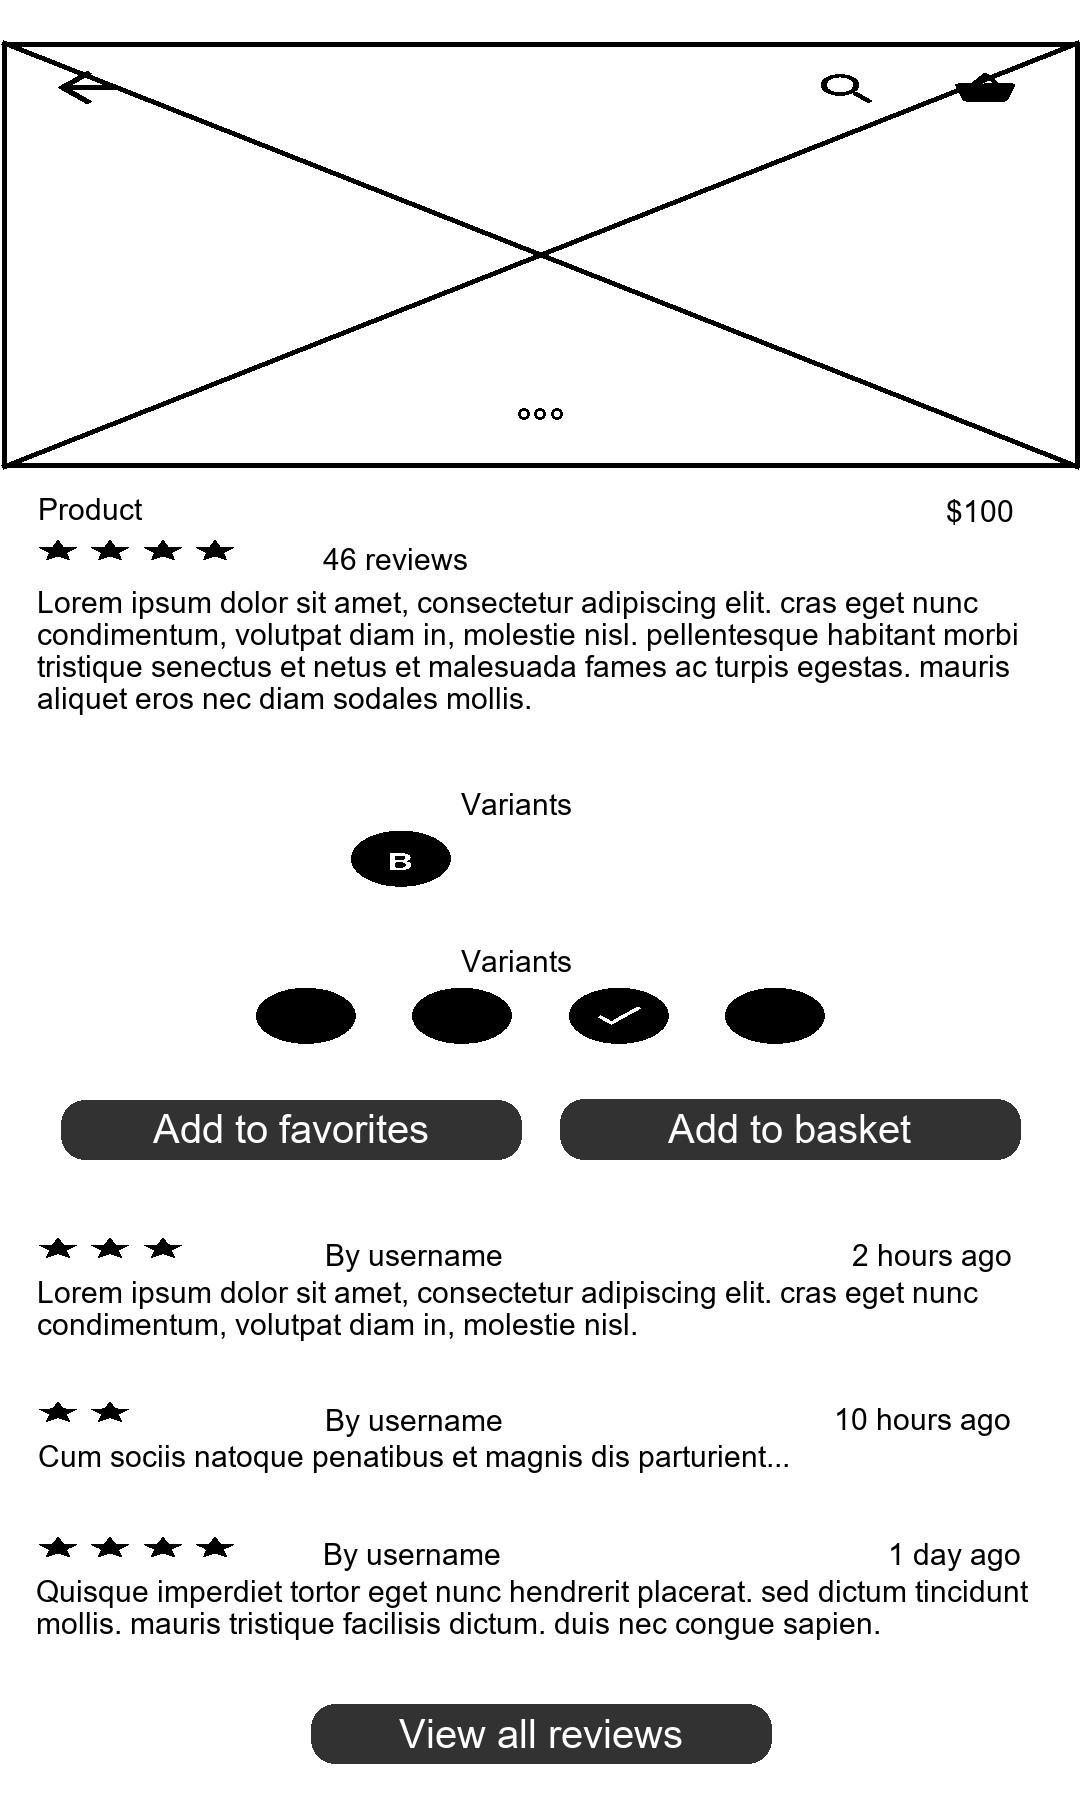 Product
$100
46 reviews
Lorem ipsum dolor sit amet, consectetur adipiscing elit. cras eget nunc
condimentum, volutpat diam in, molestie nisl. pellentesque habitant morbi
tristique senectus et netus et malesuada fames ac turpis egestas. mauris
aliquet eros nec diam sodales mollis.
Variants
B
Variants
Add to favorites
Add to basket
By username
2 hours ago
Lorem ipsum dolor sit amet, consectetur adipiscing elit. cras eget nunc
condimentum, volutpat diam in, molestie nisl.
By username
10 hours ago
Cum sociis natoque penatibus et magnis dis parturient...
By username
1 day ago
Quisque imperdiet tortor eget nunc hendrerit placerat. sed dictum tincidunt
mollis. mauris tristique facilisis dictum. duis nec congue sapien.
View all reviews